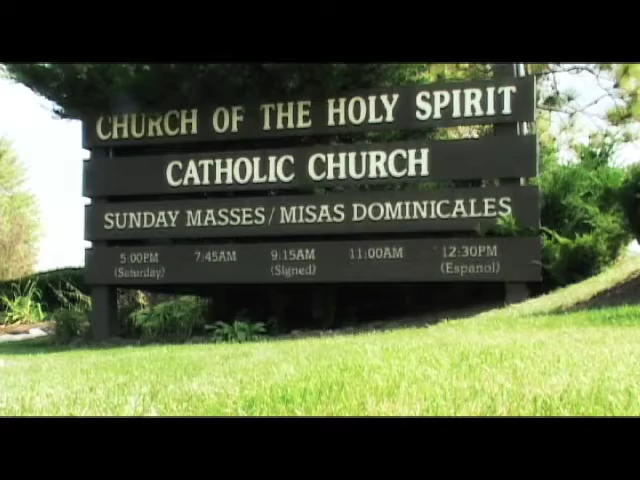 CHURCH OF THE HOLY SPIRIT
CATHOLIC CHURCH
SUNDAY MASSES / MISAS DOMINICALES
5:00PM 7:45AM 9:15AM 11:00AM 12:30PM
(Saturday) (Signed) (Espanol)